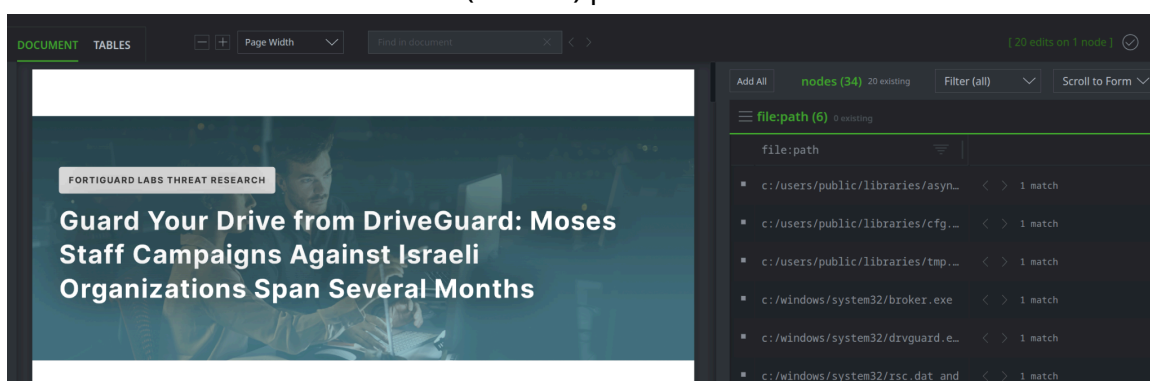 DOCUMENT TABLES Page Width Find in document [ 20 edits on 1 node ]
Add All nodes (34) 20 existing Filter (all) Scroll to Form
file:path (6) 0 existing
file:path
FORTIGUARD LABS THREAT RESEARCH
Guard Your Drive from DriveGuard: Moses
Staff Campaigns Against Israeli
Organizations Span Several Months
c:/users/public/libraries/asyn… 1 match
c:/users/public/libraries/cfg.… 1 match
c:/users/public/libraries/tmp.… 1 match
c:/windows/system32/broker.exe 1 match
c:/windows/system32/drvguard.e… 1 match
c:/windows/system32/rsc.dat and 1 match